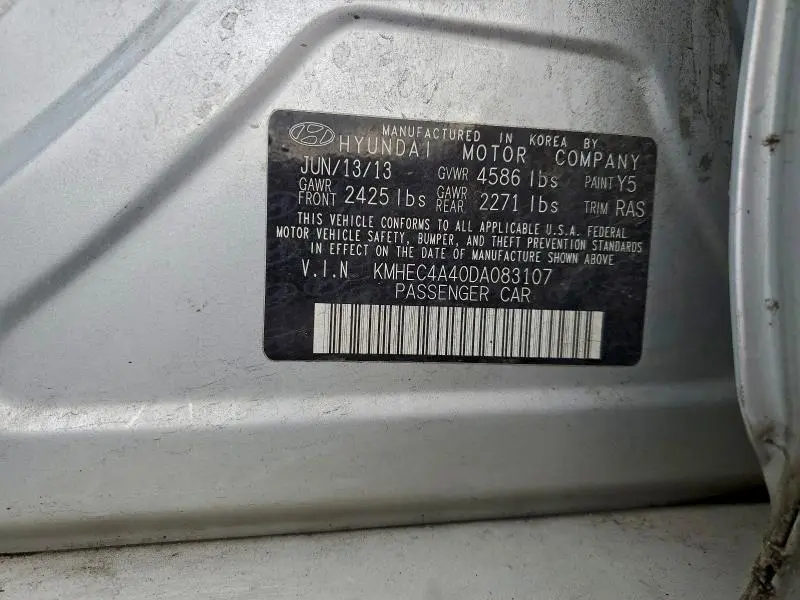 MANUFACTURED IN KOREA BY
HYUNDAI MOTOR COMPANY
JUN/13/13 GVWR 4586 lbs PAINT Y5
GAWR FRONT 2425 lbs GAWR REAR 2271 lbs TRIM RAS
THIS VEHICLE CONFORMS TO ALL APPLICABLE U.S.A. FEDERAL
MOTOR VEHICLE SAFETY, BUMPER, AND THEFT PREVENTION STANDARDS
IN EFFECT ON THE DATE OF MANUFACTURE SHOWN ABOVE
V.I.N KMHEC4A40DA083107
PASSENGER CAR